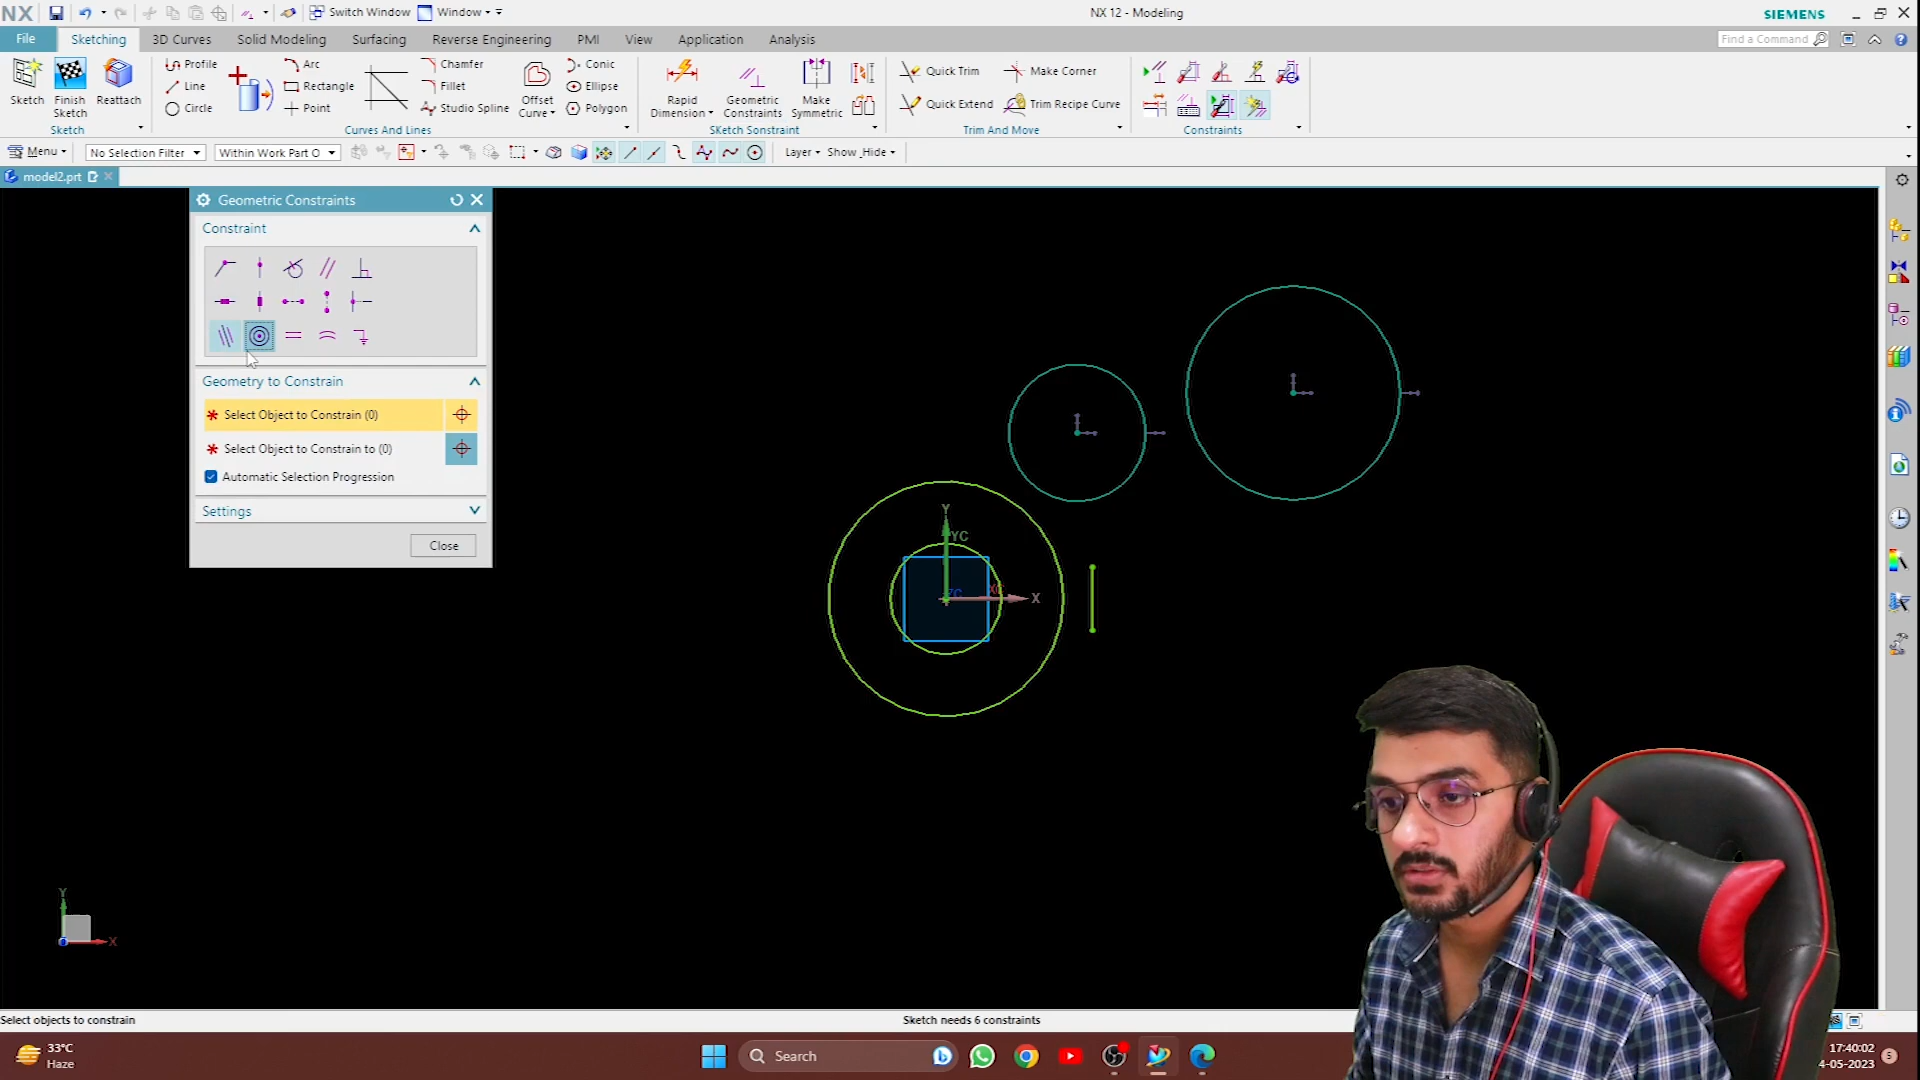 NX
Switch Window
Window
NX 12 - Modeling
SIEMENS
File
Sketching
3D Curves
Solid Modeling
Surfacing
Reverse Engineering
PMI
View
Application
Analysis
Find a Command
Sketch
Finish Sketch
Reattach
Profile
Line
Circle
Arc
Rectangle
Point
Chamfer
Fillet
Studio Spline
Offset Curve
Conic
Ellipse
Polygon
Rapid Dimension
Geometric Constraints
Make Symmetric
Quick Trim
Make Corner
Quick Extend
Trim Recipe Curve
Sketch
Curves And Lines
Sketch Constraint
Trim And Move
Constraints
Menu
No Selection Filter
Within Work Part O
Layer
Show _Hide
model2.prt
Geometric Constraints
Constraint
Geometry to Constrain
* Select Object to Constrain (0)
* Select Object to Constrain to (0)
Automatic Selection Progression
Settings
Close
Y
YC
X
Y
X
Select objects to constrain
Sketch needs 6 constraints
33°C
Haze
Search
17:40:02
4-05-2023
5